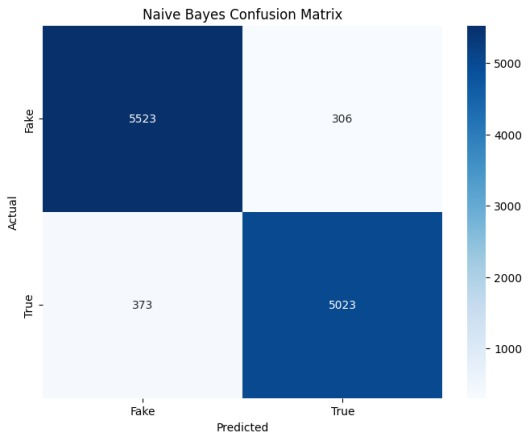 Naive Bayes Confusion Matrix
Actual
Fake
True
5523
306
373
5023
Fake
True
Predicted
5000
4000
3000
2000
1000